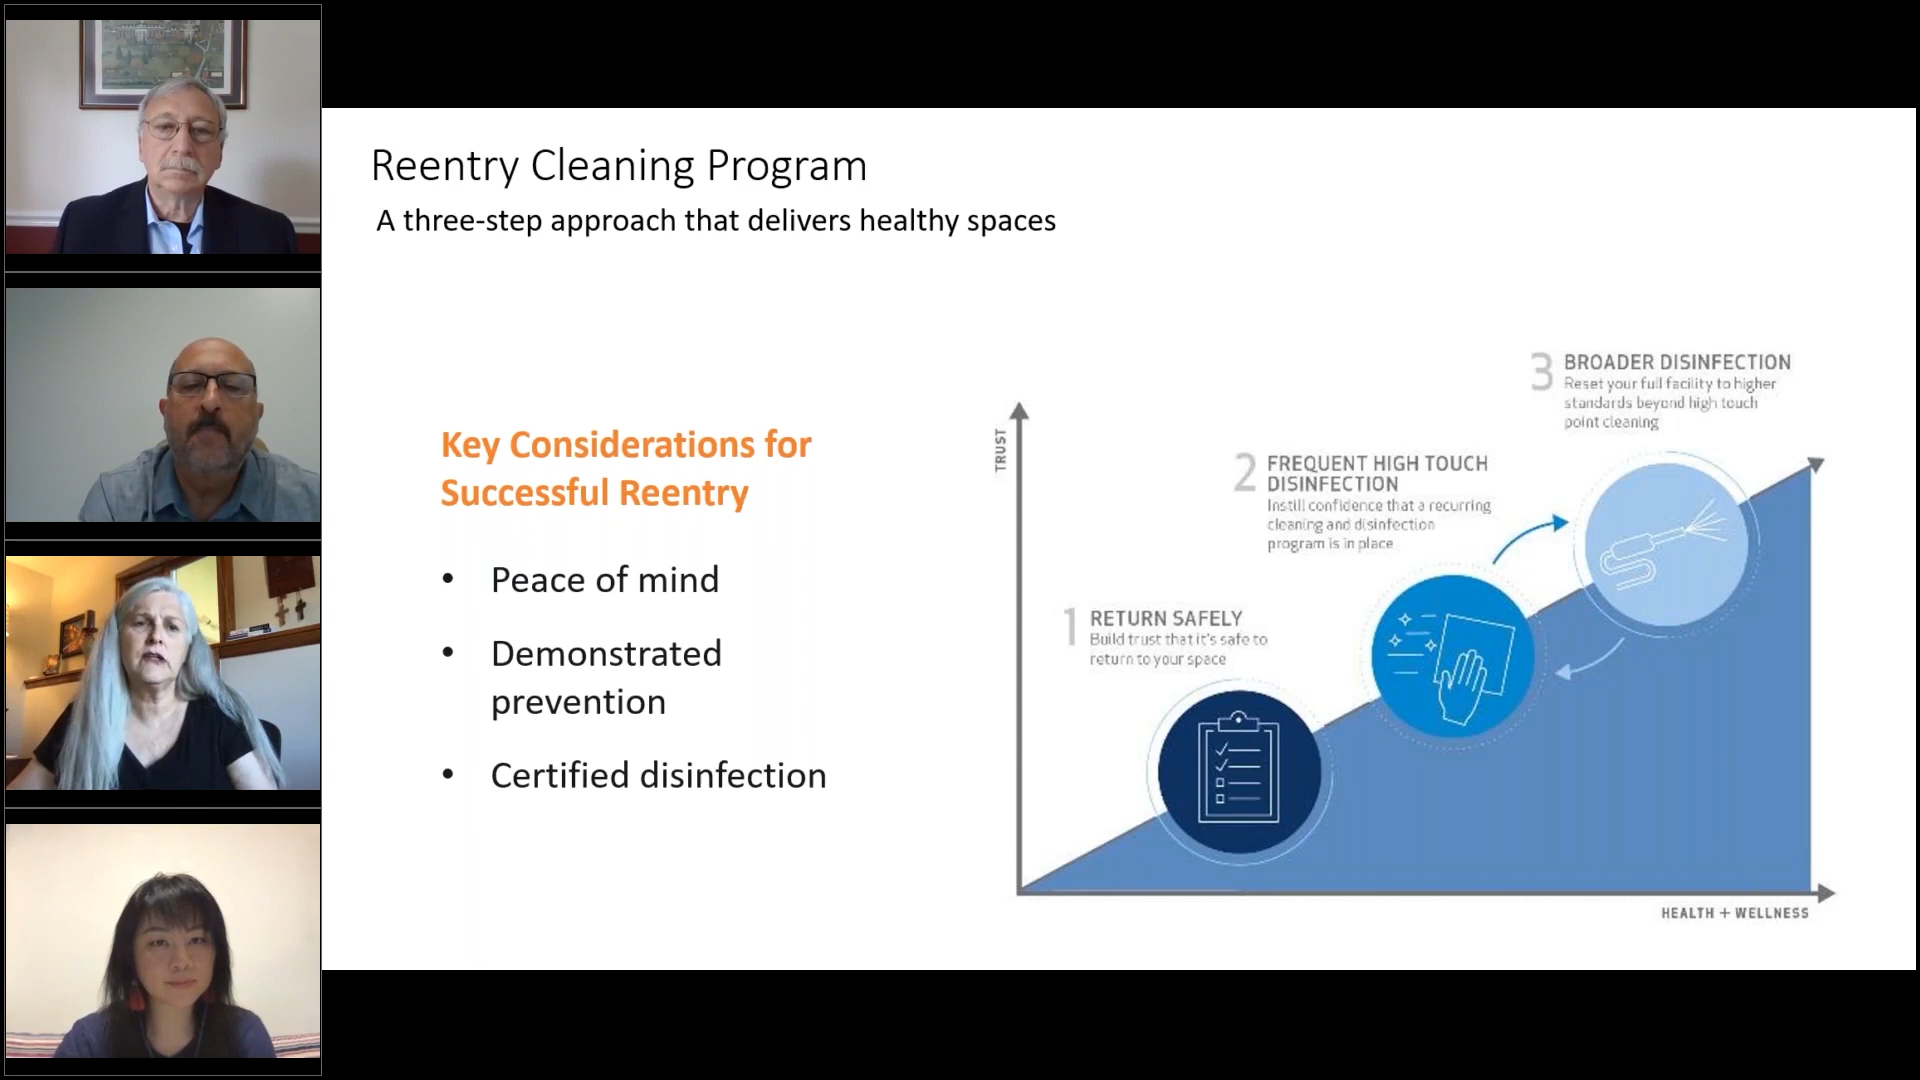 Reentry Cleaning Program
A three-step approach that delivers healthy spaces
Key Considerations for
Successful Reentry
• Peace of mind
• Demonstrated
prevention
• Certified disinfection
TRUST
1 RETURN SAFELY
Build trust that it's safe to
return to your space
2 FREQUENT HIGH TOUCH
DISINFECTION
Instill confidence that a recurring
cleaning and disinfection
program is in place
3 BROADER DISINFECTION
Reset your full facility to higher
standards beyond high touch
point cleaning
HEALTH + WELLNESS